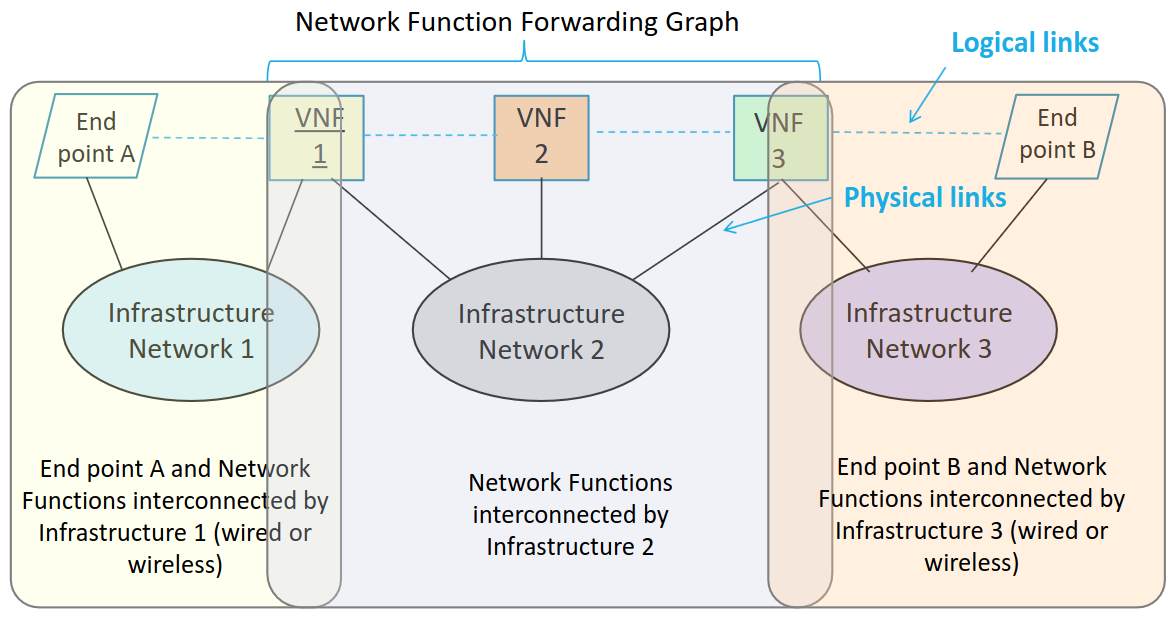 Network Function Forwarding Graph
Logical links
End
point A
VNF
1
VNF
2
VNF
3
End
point B
Physical links
Infrastructure
Network 1
Infrastructure
Network 2
Infrastructure
Network 3
End point A and Network
Functions interconnected by
Infrastructure 1 (wired or
wireless)
Network Functions
interconnected by
Infrastructure 2
End point B and Network
Functions interconnected by
Infrastructure 3 (wired or
wireless)